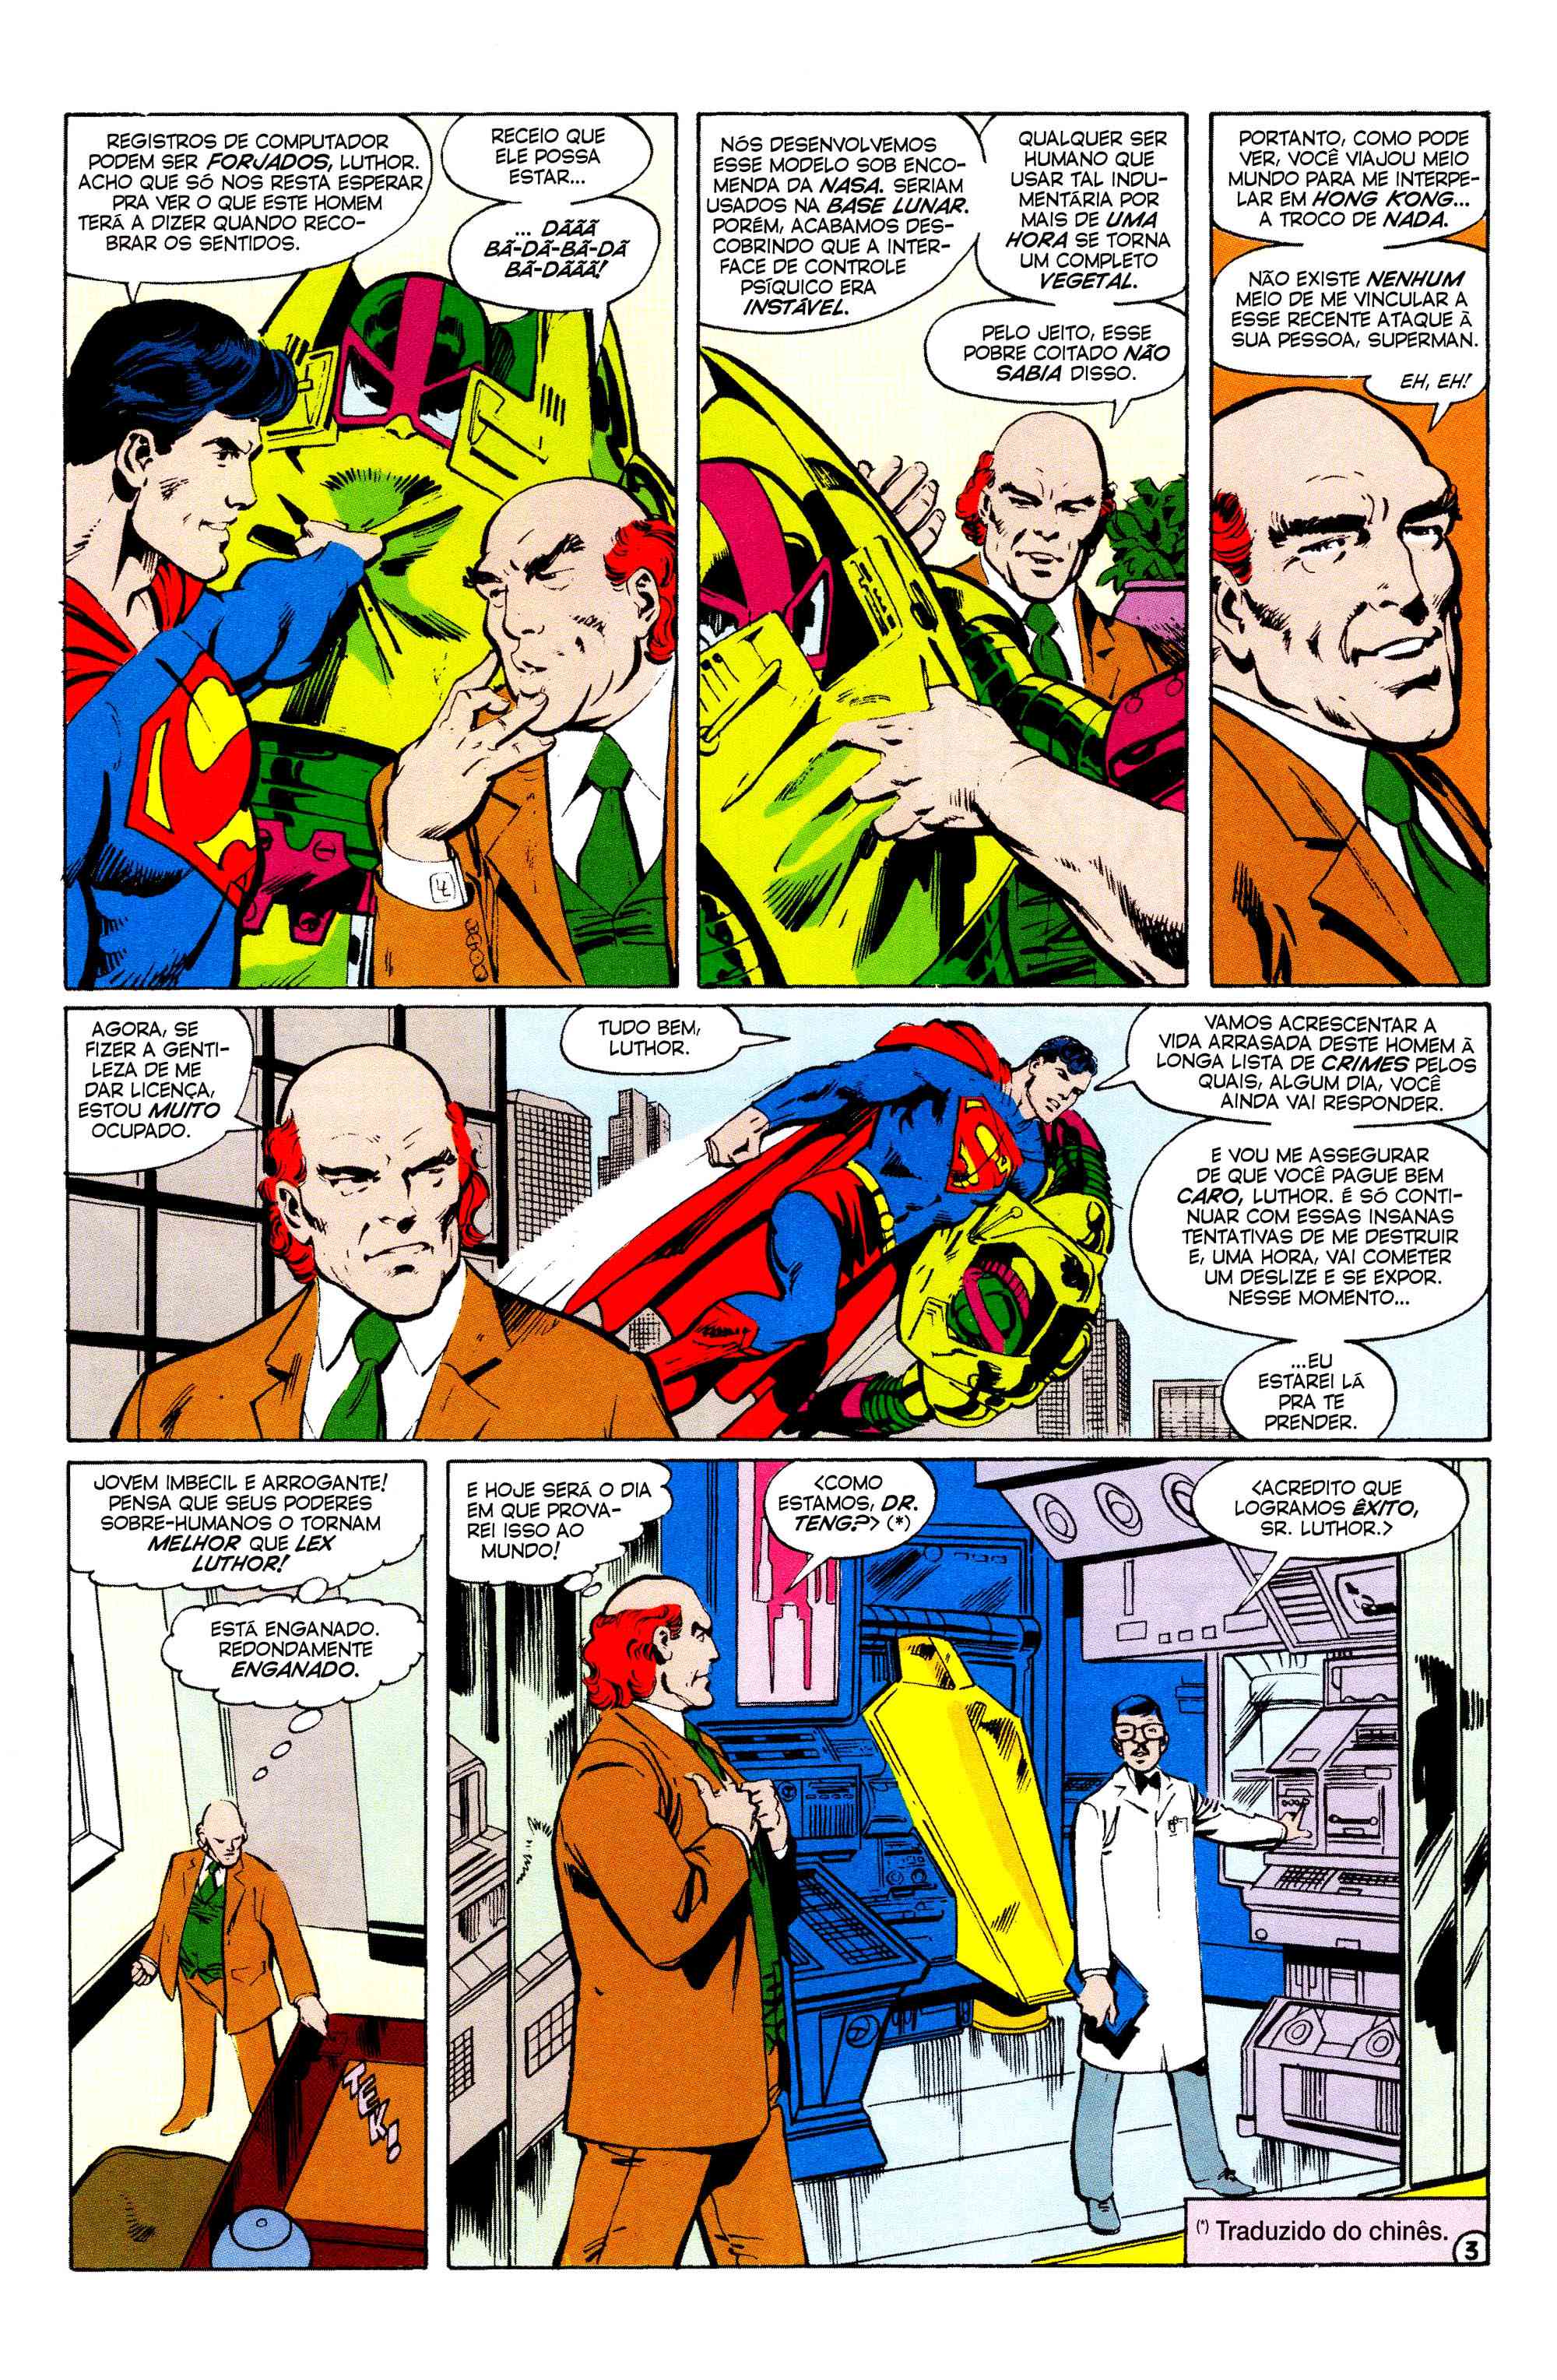 REGISTROS DE COMPUTADOR
PODEM SER FORJADOS, LUTHOR.
ACHO QUE SÓ NOS RESTA ESPERAR
PRA VER O QUE ESTE HOMEM
TERÁ A DIZER QUANDO RECO-
BRAR OS SENTIDOS.
RECEIO QUE
ELE POSSA
ESTAR...
... DÃÃÃ
BÃ-DÃ-BÃ-DÃ
BÃ-DÃÃÃ!
LL
NÓS DESENVOLVEMOS
ESSE MODELO SOB ENCO-
MENDA DA NASA. SERIAM
USADOS NA BASE LUNAR.
PORÉM, ACABAMOS DES-
COBRINDO QUE A INTER-
FACE DE CONTROLE
PSÍQUICO ERA
INSTÁVEL.
QUALQUER SER
HUMANO QUE
USAR TAL INDU-
MENTÁRIA POR
MAIS DE UMA
HORA SE TORNA
UM COMPLETO
VEGETAL.
PELO JEITO, ESSE
POBRE COITADO NÃO
SABIA DISSO.
PORTANTO, COMO PODE
VER, VOCÊ VIAJOU MEIO
MUNDO PARA ME INTERPE-
LAR EM HONG KONG...
A TROCO DE NADA.
NÃO EXISTE NENHUM
MEIO DE ME VINCULAR A
ESSE RECENTE ATAQUE À
SUA PESSOA, SUPERMAN.
EH, EH!
AGORA, SE
FIZER A GENTI-
LEZA DE ME
DAR LICENÇA,
ESTOU MUITO
OCUPADO.
TUDO BEM,
LUTHOR.
VAMOS ACRESCENTAR A
VIDA ARRASADA DESTE HOMEM À
LONGA LISTA DE CRIMES PELOS
QUAIS, ALGUM DIA, VOCÊ
AINDA VAI RESPONDER.
E VOU ME ASSEGURAR
DE QUE VOCÊ PAGUE BEM
CARO, LUTHOR. É SÓ CONTI-
NUAR COM ESSAS INSANAS
TENTATIVAS DE ME DESTRUIR
E, UMA HORA, VAI COMETER
UM DESLIZE E SE EXPOR.
NESSE MOMENTO...
...EU
ESTAREI LÁ
PRA TE
PRENDER.
JOVEM IMBECIL E ARROGANTE!
PENSA QUE SEUS PODERES
SOBRE-HUMANOS O TORNAM
MELHOR QUE LEX
LUTHOR!
ESTÁ ENGANADO.
REDONDAMENTE
ENGANADO.
TEK!
E HOJE SERÁ O DIA
EM QUE PROVA-
REI ISSO AO
MUNDO!
<COMO
ESTAMOS, DR.
TENG?> (*)
<ACREDITO QUE
LOGRAMOS ÊXITO,
SR. LUTHOR.>
(*) Traduzido do chinês.
3